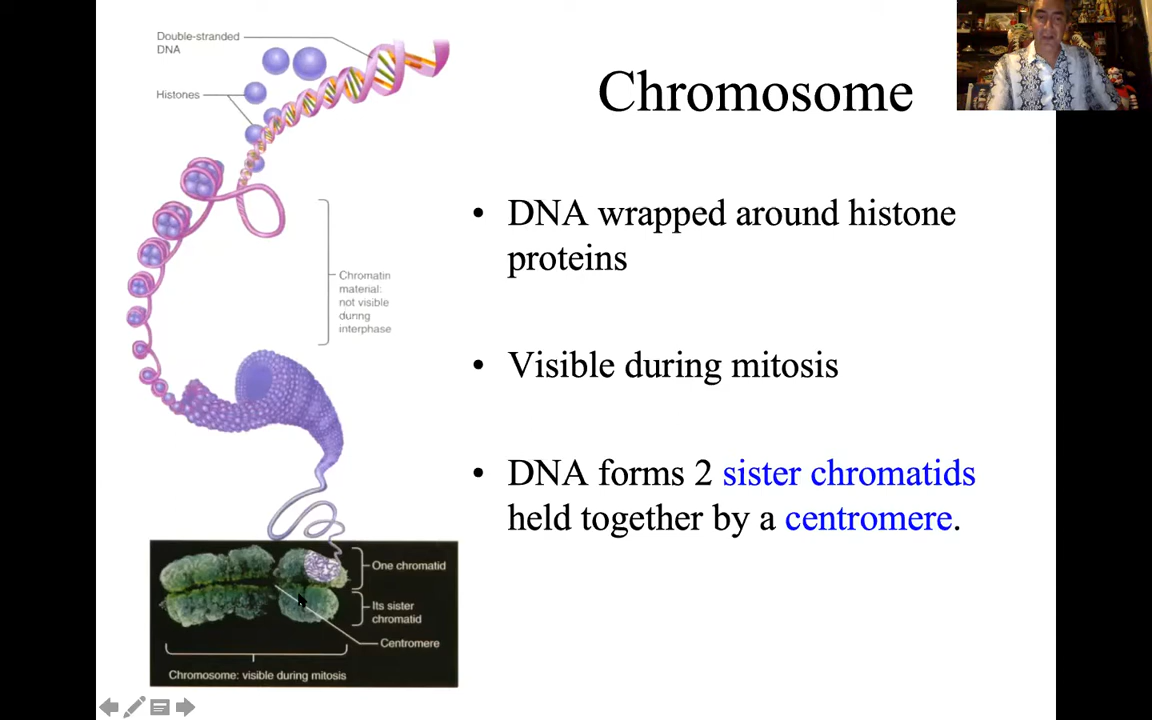 Double-stranded
DNA
Histones
Chromosome
• DNA wrapped around histone
proteins
Chromatin
material:
not visible
during
interphase
• Visible during mitosis
• DNA forms 2 sister chromatids
held together by a centromere.
One chromatid
Its sister
chromatid
Centromere
Chromosome: visible during mitosis